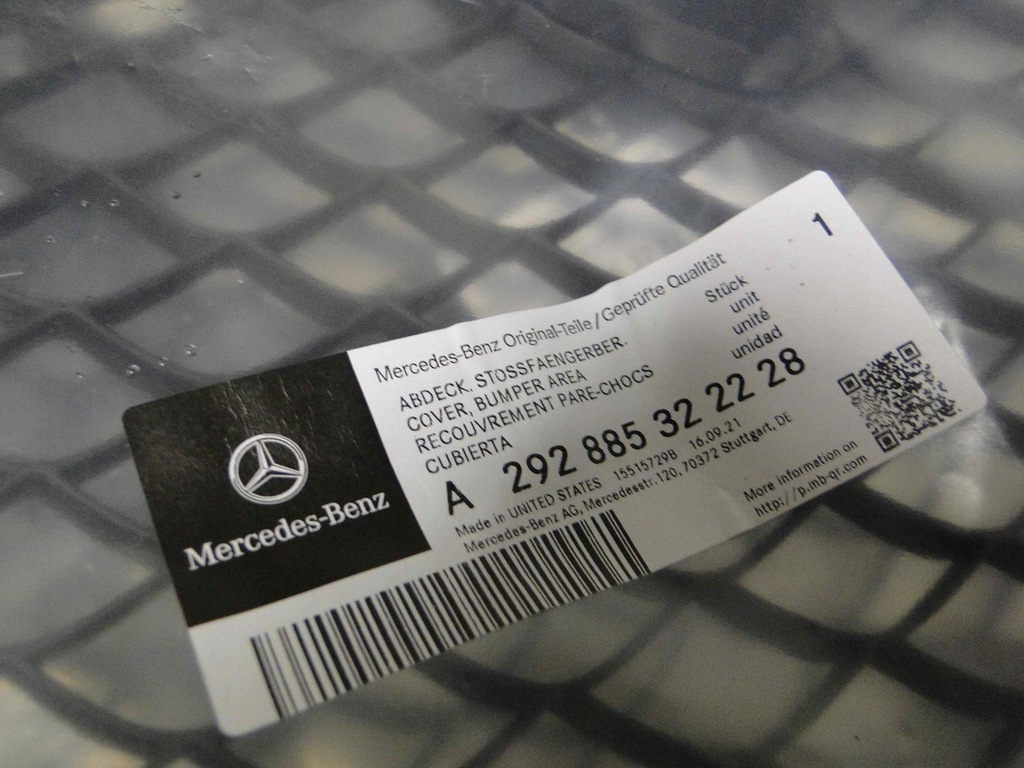 Mercedes-Benz
Mercedes-Benz Original-Teile / Geprüfte Qualität
1
ABDECK. STOSSFAENGERBER.
COVER, BUMPER AREA
RECOUVREMENT PARE-CHOCS
CUBIERTA
Stück
unit
unité
unidad
A 292 885 32 22 28
Made in UNITED STATES 155157298 16.09.21
Mercedes-Benz AG, Mercedesstr.120, 70372 Stuttgart, DE
More information on
http://p.mb-qr.com